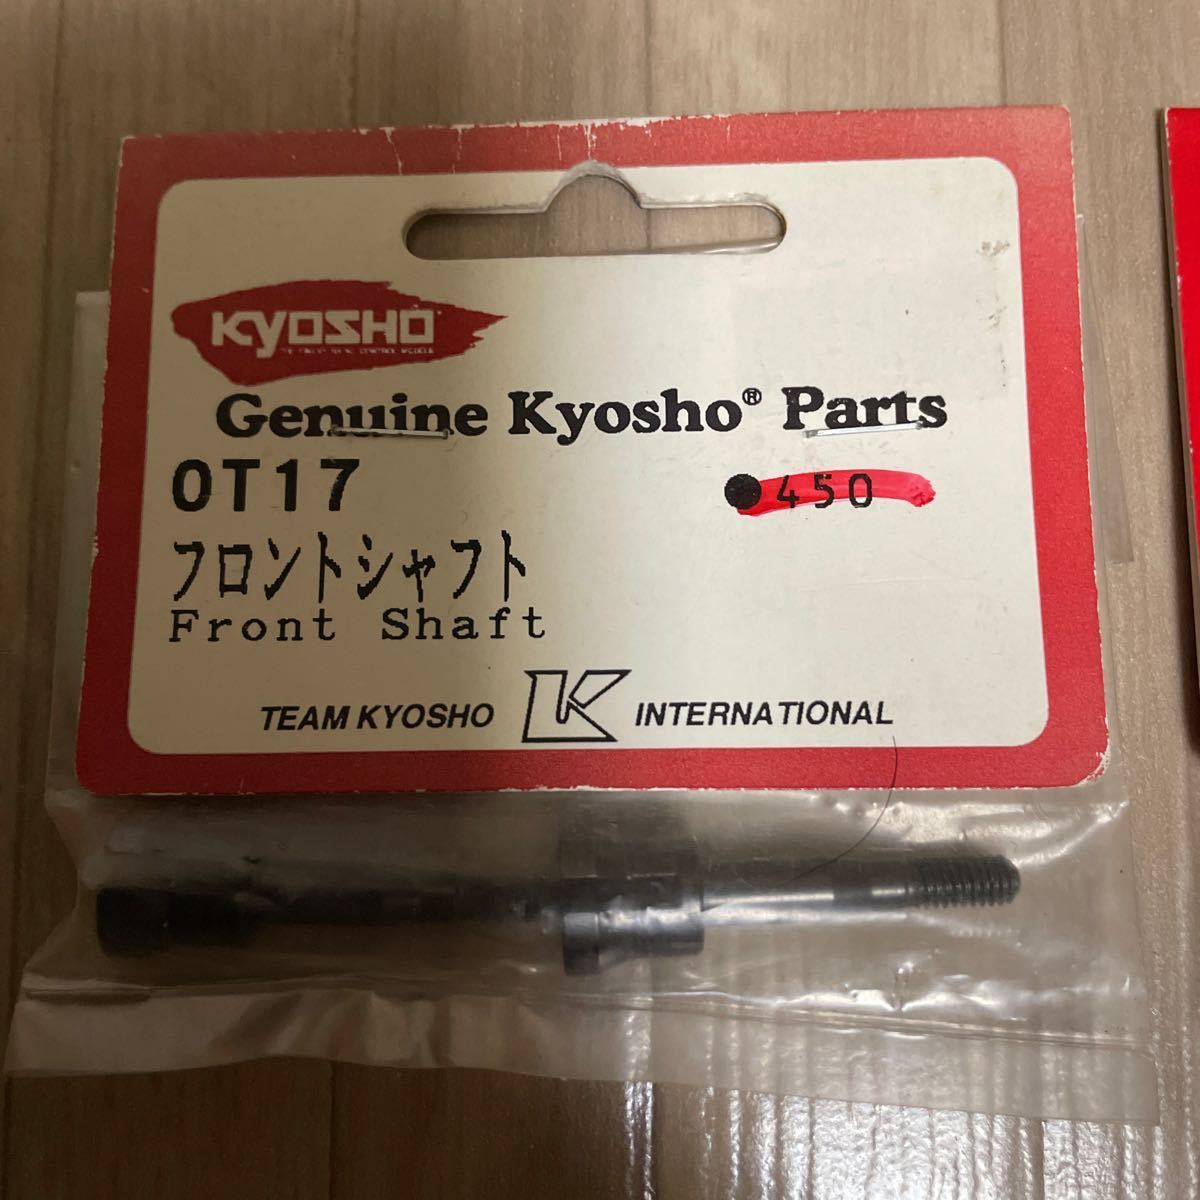 KYOSHO
Genuine Kyosho® Parts
OT17
●450
フロントシャフト
Front Shaft
TEAM KYOSHO K INTERNATIONAL